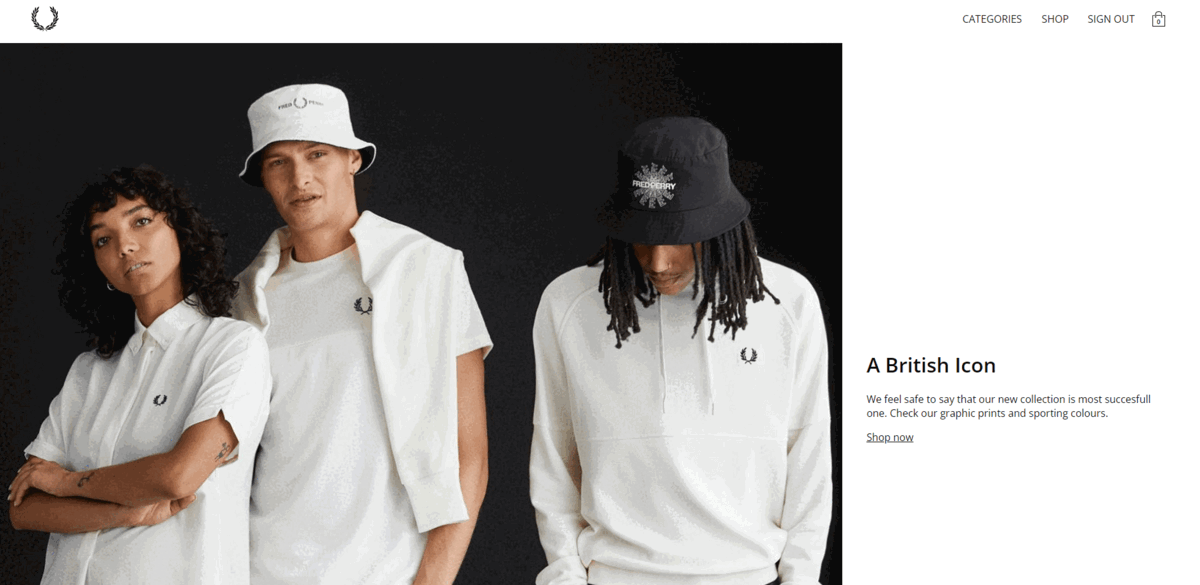 CATEGORIES SHOP SIGN OUT 0
FRED PERRY
FRED PERRY
A British Icon
We feel safe to say that our new collection is most succesfull
one. Check our graphic prints and sporting colours.
Shop now